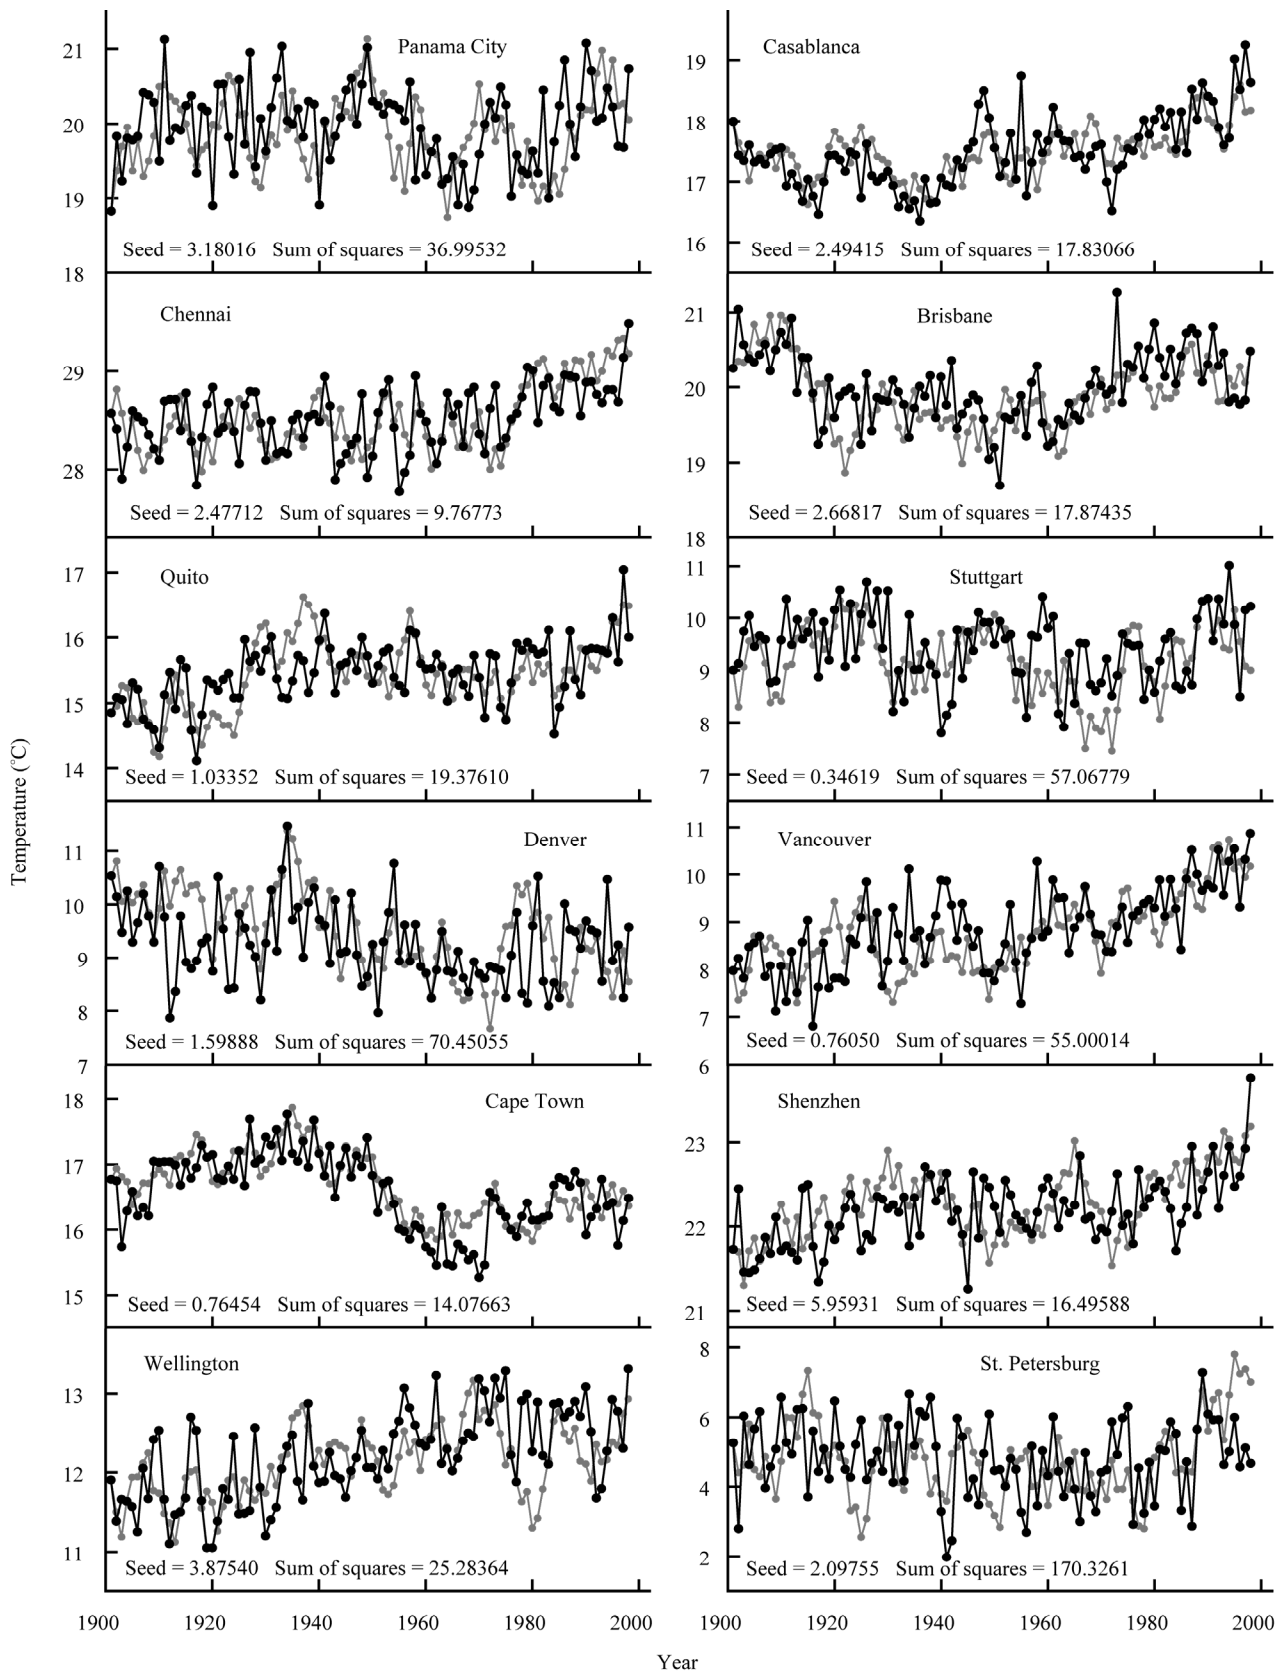 Panama City
21
20
19
18
Seed = 3.18016 Sum of squares = 36.99532
Casablanca
19
18
17
16
Seed = 2.49415 Sum of squares = 17.83066
Chennai
29
28
Seed = 2.47712 Sum of squares = 9.76773
Brisbane
21
20
19
18
Seed = 2.66817 Sum of squares = 17.87435
Quito
17
16
15
14
Seed = 1.03352 Sum of squares = 19.37610
Stuttgart
11
10
9
8
7
Seed = 0.34619 Sum of squares = 57.06779
Temperature (°C)
Denver
11
10
9
8
7
Seed = 1.59888 Sum of squares = 70.45055
Vancouver
11
10
9
8
7
6
Seed = 0.76050 Sum of squares = 55.00014
Cape Town
18
17
16
15
Seed = 0.76454 Sum of squares = 14.07663
Shenzhen
23
22
21
Seed = 5.95931 Sum of squares = 16.49588
Wellington
13
12
11
Seed = 3.87540 Sum of squares = 25.28364
St. Petersburg
8
6
4
2
Seed = 2.09755 Sum of squares = 170.3261
1900 1920 1940 1960 1980 2000
1900 1920 1940 1960 1980 2000
Year